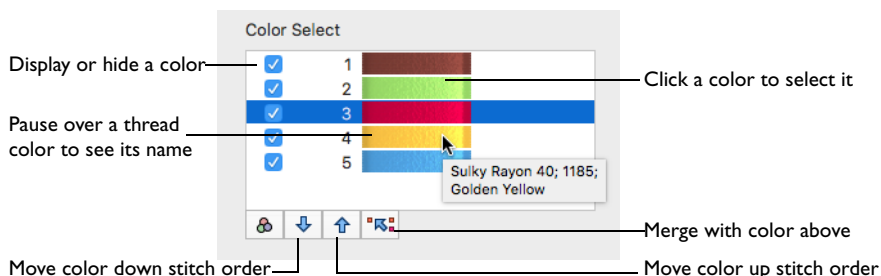 Color Select
Display or hide a color
1
2
Click a color to select it
3
Pause over a thread
color to see its name
4
5
Sulky Rayon 40; 1185;
Golden Yellow
Merge with color above
Move color down stitch order
Move color up stitch order